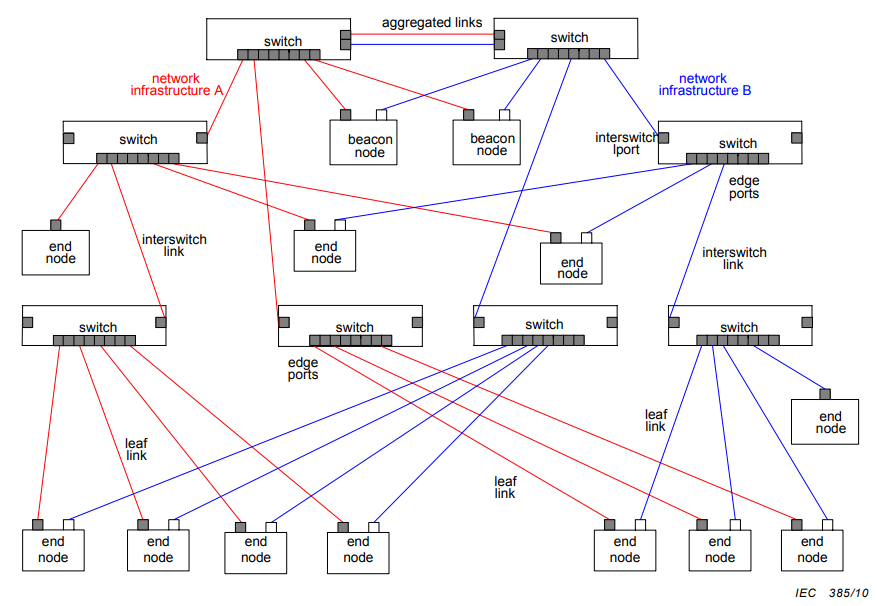 aggregated links
switch
switch
network
infrastructure A
network
infrastructure B
beacon
node
beacon
node
switch
interswitch
lport
switch
edge
ports
end
node
interswitch
link
end
node
end
node
interswitch
link
switch
switch
switch
switch
edge
ports
leaf
link
leaf
link
end
node
leaf
link
end
node
end
node
end
node
end
node
end
node
end
node
end
node
IEC 385/10